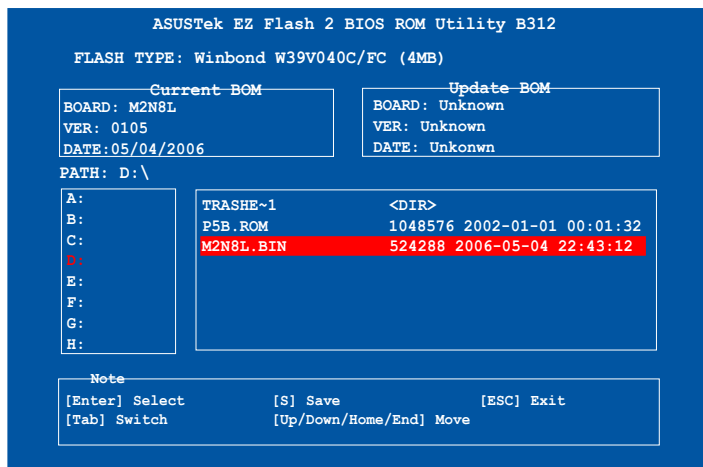 ASUSTek EZ Flash 2 BIOS ROM Utility B312
FLASH TYPE: Winbond W39V040C/FC (4MB)
Current BOM
BOARD: M2N8L
VER: 0105
DATE:05/04/2006
Update BOM
BOARD: Unknown
VER: Unknown
DATE: Unkonwn
PATH: D:\
A:
B:
C:
D:
E:
F:
G:
H:
TRASHE~1 <DIR>
P5B.ROM 1048576 2002-01-01 00:01:32
M2N8L.BIN 524288 2006-05-04 22:43:12
Note
[Enter] Select [S] Save [ESC] Exit
[Tab] Switch [Up/Down/Home/End] Move